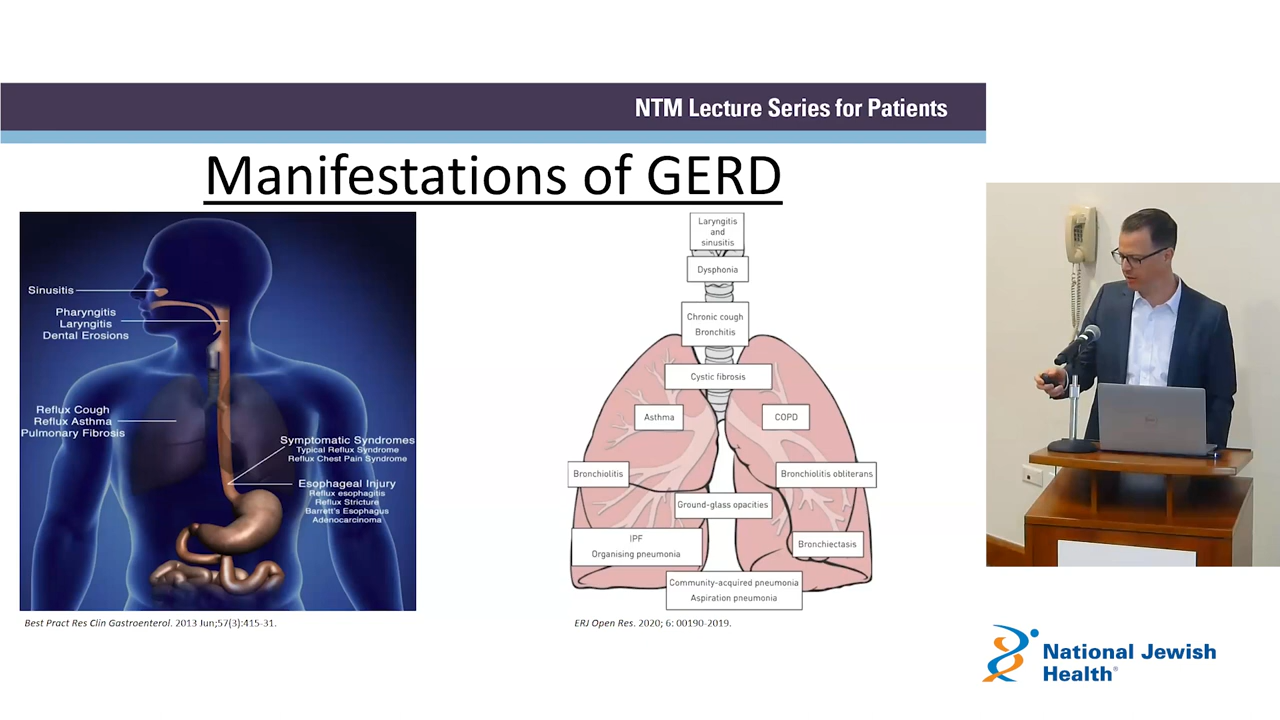 NTM Lecture Series for Patients
Manifestations of GERD
Sinusitis
Pharyngitis
Laryngitis
Dental Erosions
Reflux Cough
Reflux Asthma
Pulmonary Fibrosis
Symptomatic Syndromes
Typical Reflux Syndrome
Reflux Chest Pain Syndrome
Esophageal Injury
Reflux esophagitis
Reflux Stricture
Barrett's Esophagus
Adenocarcinoma
Best Pract Res Clin Gastroenterol. 2013 Jun;57(3):415-31.
Laryngitis
and
sinusitis
Dysphonia
Chronic cough
Bronchitis
Cystic fibrosis
Asthma
COPD
Bronchiolitis
Bronchiolitis obliterans
Ground-glass opacities
IPF
Organising pneumonia
Bronchiectasis
Community-acquired pneumonia
Aspiration pneumonia
ERJ Open Res. 2020; 6: 00190-2019.
National Jewish
Health®